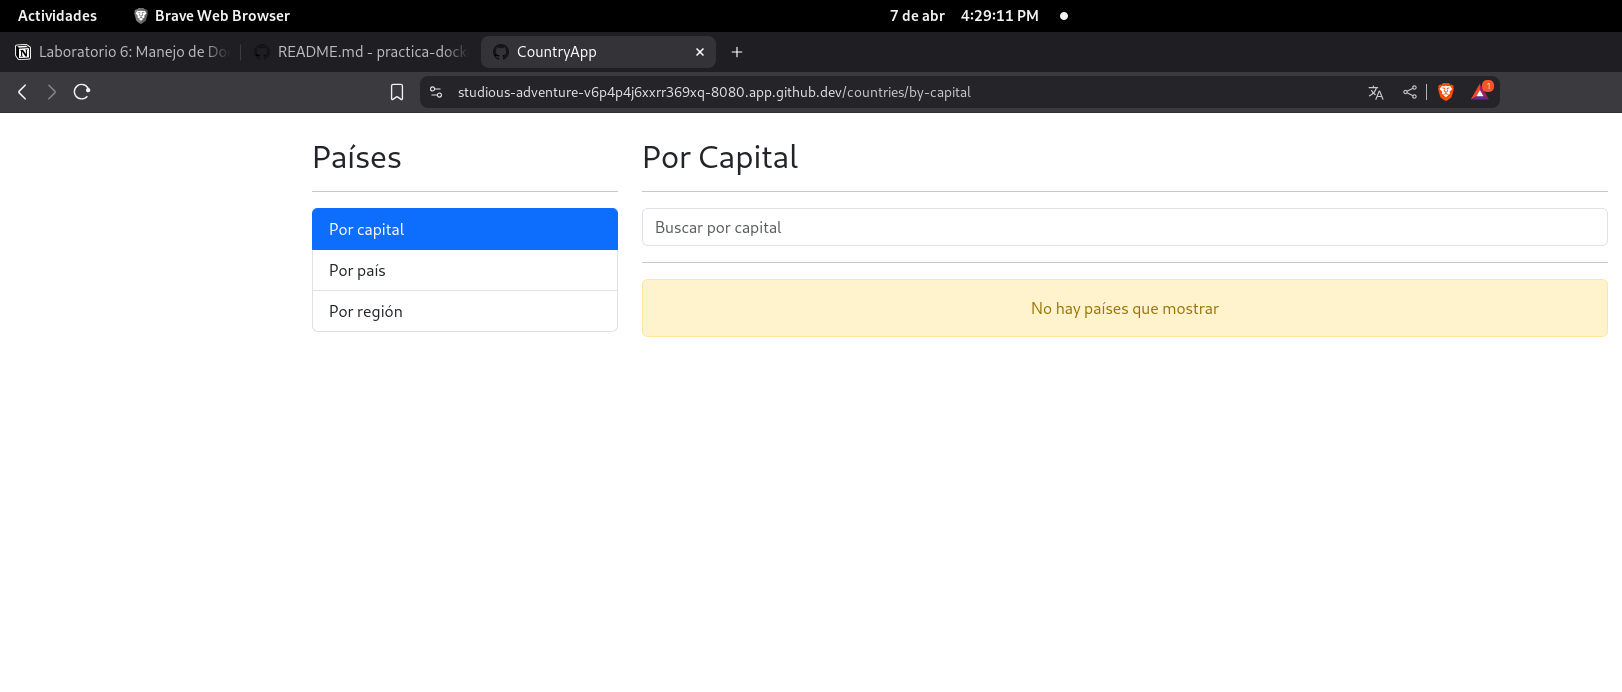 Actividades Brave Web Browser 7 de abr 4:29:11 PM
Laboratorio 6: Manejo de Do README.md - practica-dock CountryApp
studious-adventure-v6p4p4j6xxrr369xq-8080.app.github.dev/countries/by-capital 1
Países
Por capital
Por país
Por región
Por Capital
Buscar por capital
No hay países que mostrar